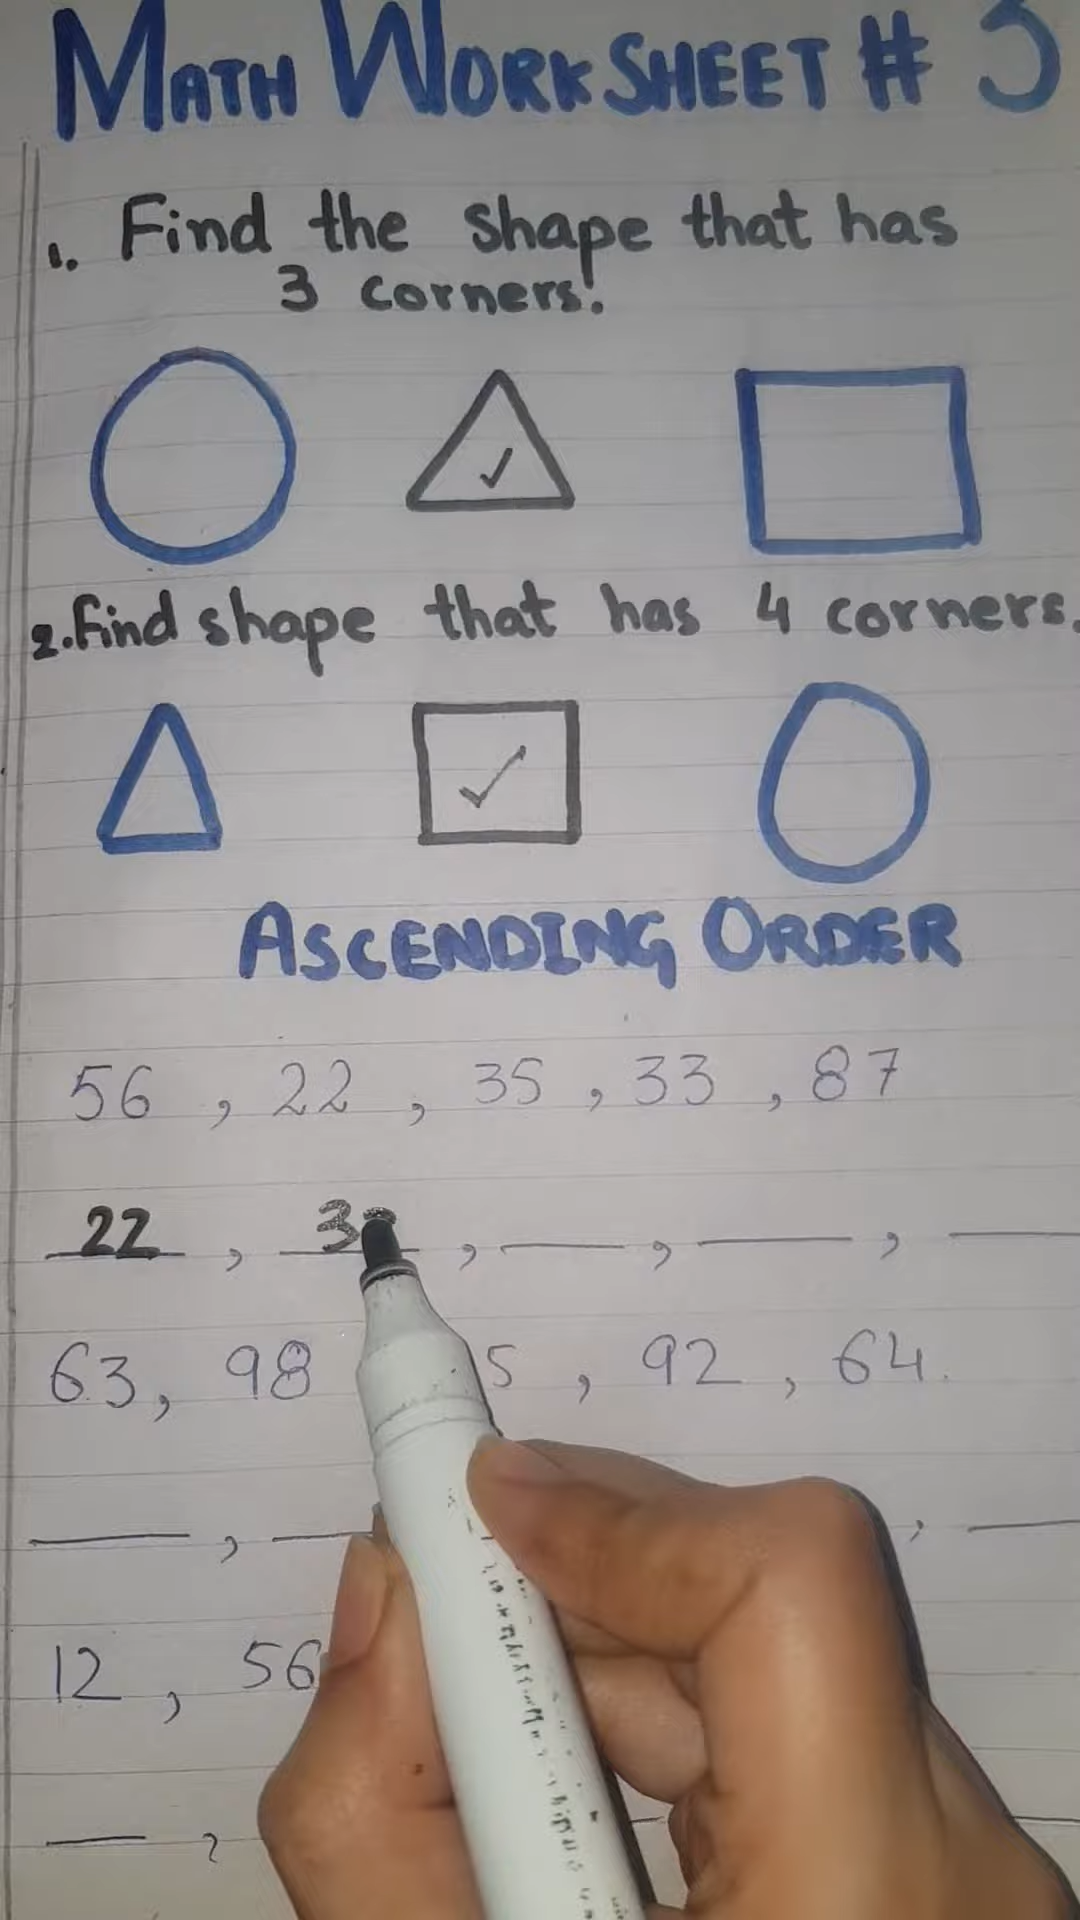 MATH WORKSHEET # 3
1. Find the shape that has
3 corners!
2. Find shape that has 4 corners.
ASCENDING ORDER
56 , 22 , 35 , 33 , 87
22 , 3
63, 98 5 , 92 , 64.
12 , 56